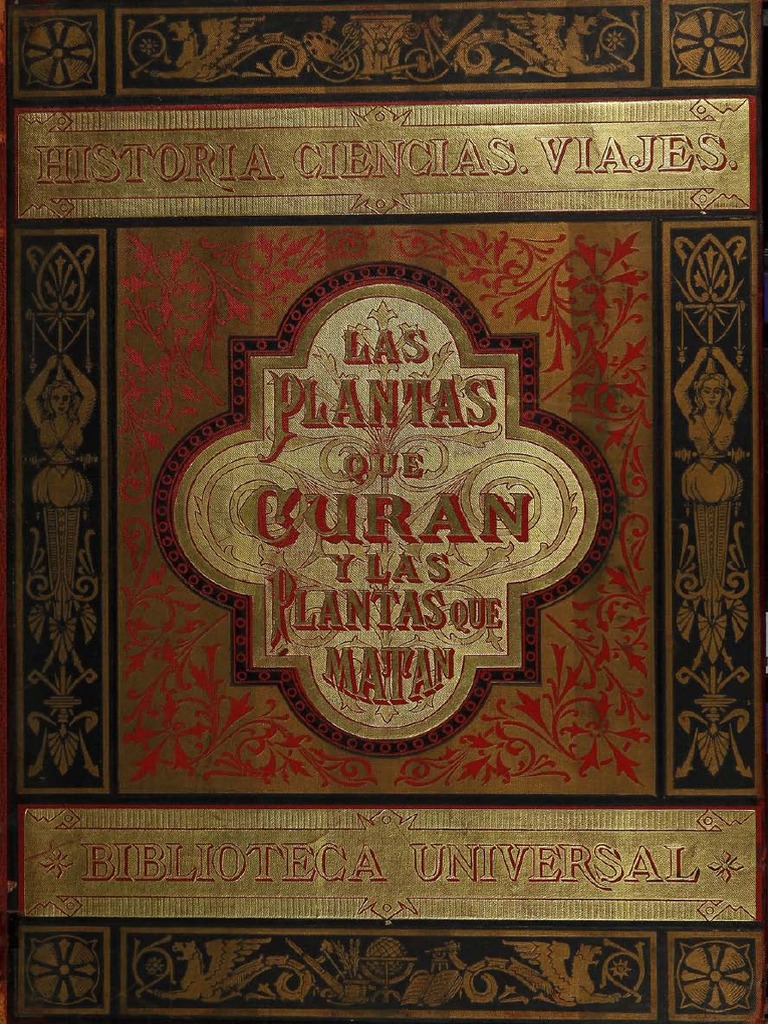 HISTORIA. CIENCIAS. VIAJES.
LAS
PLANTAS
QUE
CURAN
Y LAS
PLANTAS QUE
MATAN
BIBLIOTECA UNIVERSAL